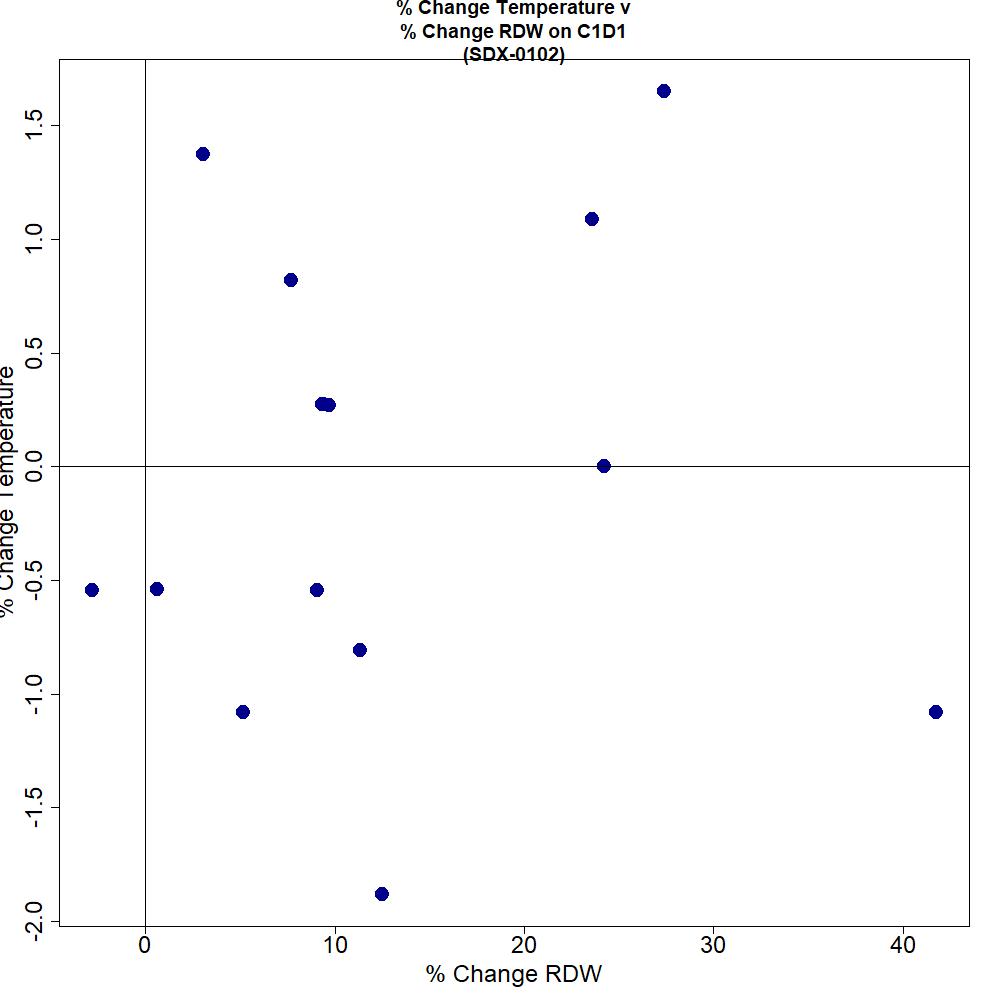 % Change Temperature v
% Change RDW on C1D1
(SDX-0102)
% Change Temperature
1.5
1.0
0.5
0.0
-0.5
-1.0
-1.5
-2.0
0 10 20 30 40
% Change RDW